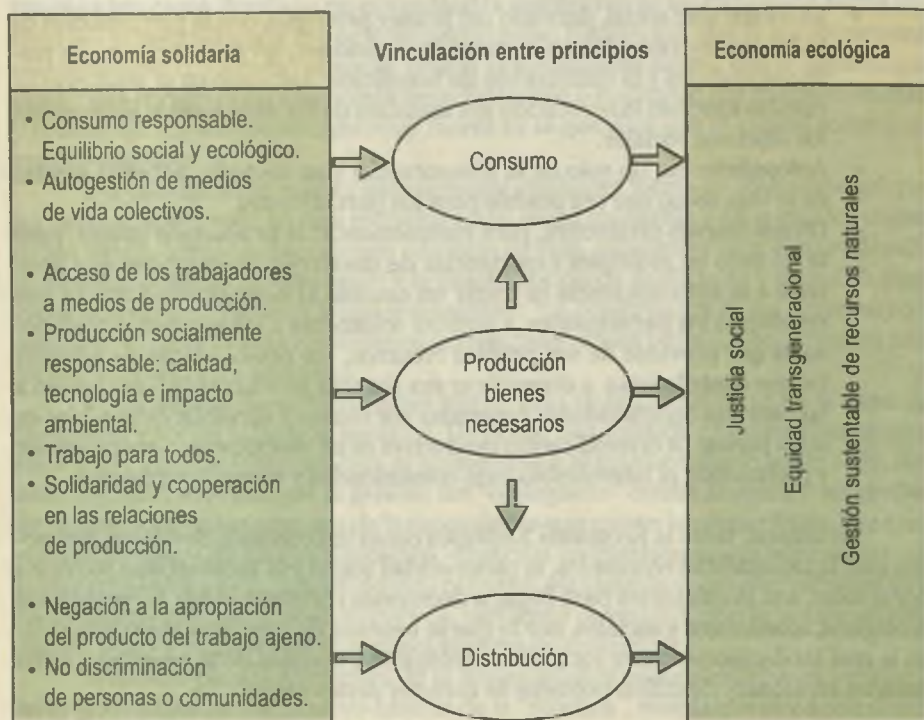 Economía solidaria
Vinculación entre principios
Economía ecológica
• Consumo responsable.
Equilibrio social y ecológico.
• Autogestión de medios
de vida colectivos.
• Acceso de los trabajadores
a medios de producción.
• Producción socialmente
responsable: calidad,
tecnología e impacto
ambiental.
• Trabajo para todos.
• Solidaridad y cooperación
en las relaciones
de producción.
• Negación a la apropiación
del producto del trabajo ajeno.
• No discriminación
de personas o comunidades.
Consumo
Producción
bienes
necesarios
Distribución
Justicia social
Equidad transgeneracional
Gestión sustentable de recursos naturales